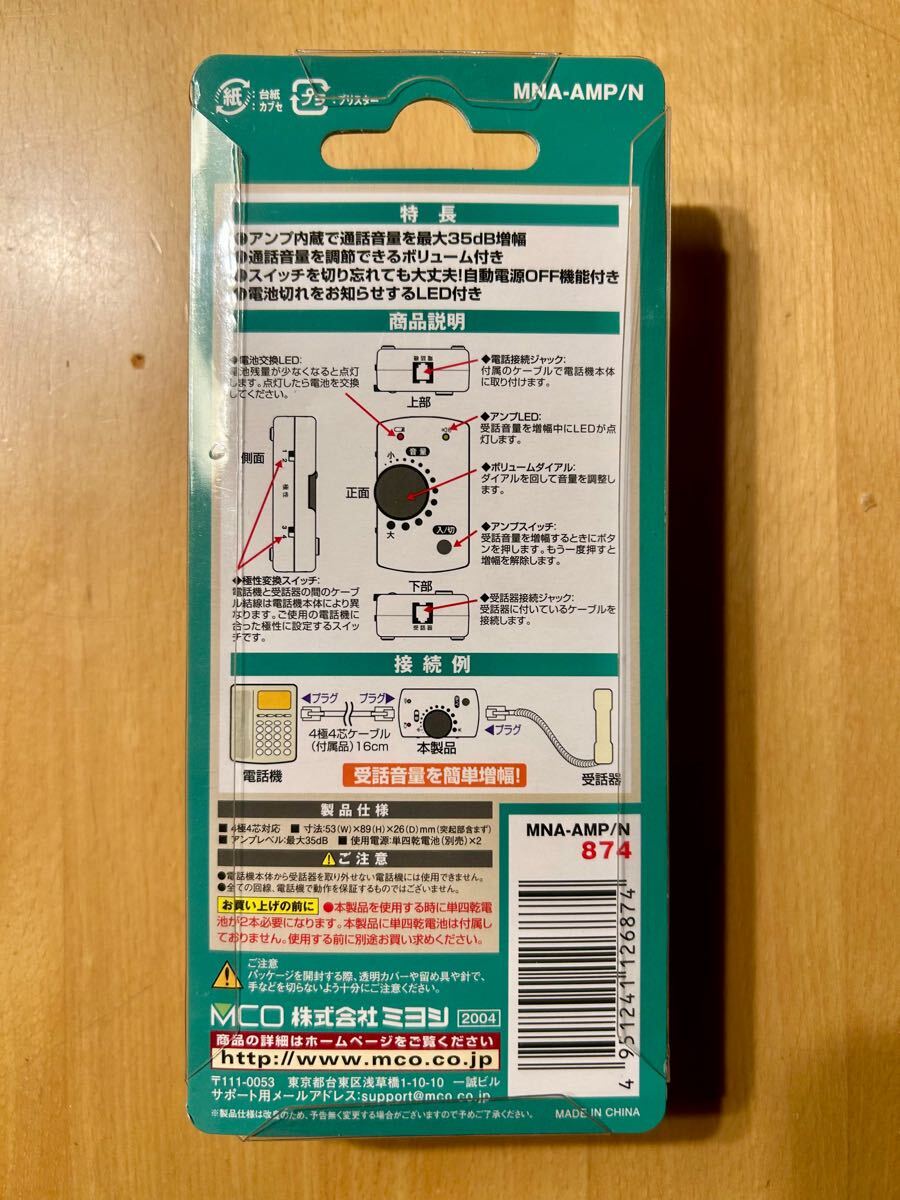 紙 :台紙 :カプセ
プラ :ブリスター
MNA-AMP/N
特長
●アンプ内蔵で通話音量を最大35dB増幅
●通話音量を調節できるボリューム付き
●スイッチを切り忘れても大丈夫!自動電源OFF機能付き
●電池切れをお知らせするLED付き
商品説明
◆電池交換LED:
電池残量が少なくなると点灯
します。点灯したら電池を交換
してください。
上部
◆電話接続ジャック:
付属のケーブルで電話機本体
に取り付けます。
◆アンプLED:
受話音量を増幅中にLEDが点
灯します。
側面
1 2
極性
3 4
正面
小
音量
大
入/切
◆ボリュームダイアル:
ダイアルを回して音量を調整し
ます。
◆アンプスイッチ:
受話音量を増幅するときにボタ
ンを押します。もう一度押すと
増幅を解除します。
◆極性変換スイッチ:
電話機と受話器の間のケーブ
ル結線は電話機本体により異
なります。ご使用の電話機に
合った極性に設定するスイッ
チです。
下部
受話器
◆受話器接続ジャック:
受話器に付いているケーブルを
接続します。
接続例
プラグ
プラグ
4極4芯ケーブル
(付属品)16cm
本製品
プラグ
電話機
受話器
受話音量を簡単増幅!
製品仕様
■ 4極4芯対応 ■ 寸法:53(W)×89(H)×26(D)mm(突起部含まず)
■ アンプレベル:最大35dB ■ 使用電源:単四乾電池(別売)×2
ご注意
●電話機本体から受話器を取り外せない電話機には使用できません。
●全ての回線、電話機で動作を保証するものではございません。
お買い上げの前に ●本製品を使用する時に単四乾電
池が2本必要になります。本製品に単四乾電池は付属し
ておりません。使用する前に別途お買い求めください。
ご注意
パッケージを開封する際、透明カバーや留め具や針で、
手などを切らないよう十分にご注意ください。
MCO 株式会社ミヨシ 2004
商品の詳細はホームページをご覧ください
http://www.mco.co.jp
〒111-0053 東京都台東区浅草橋1-10-10 一誠ビル
サポート用メールアドレス:support@mco.co.jp
※製品仕様は改良のため、予告無く変更する場合がございますので予めご了承ください。
MADE IN CHINA
MNA-AMP/N
874
4951241126874